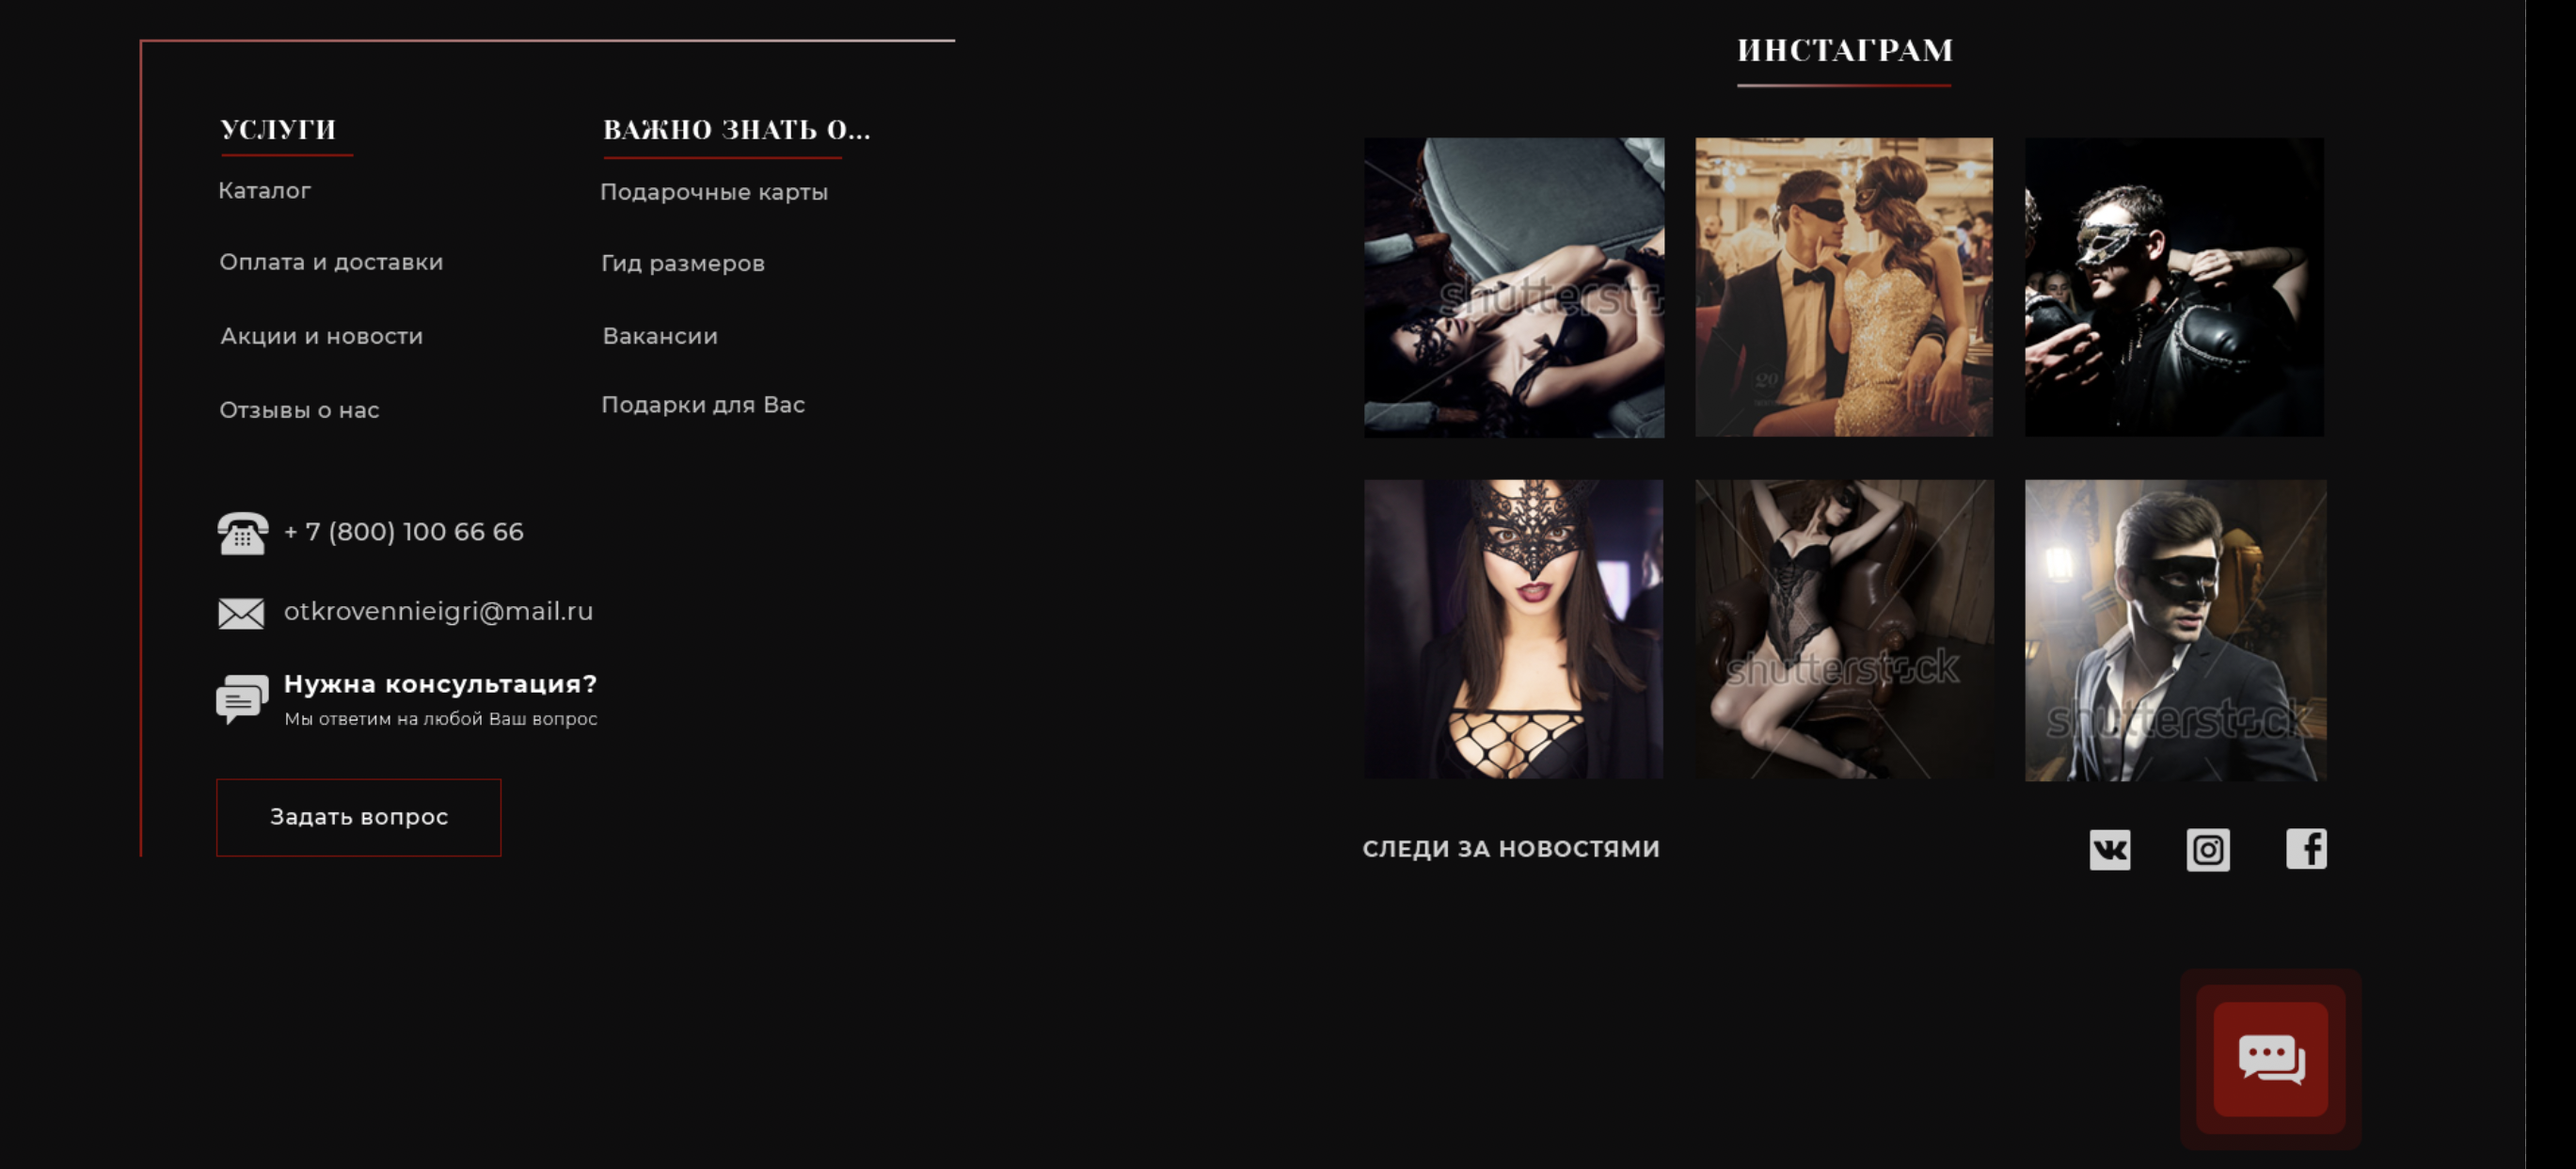 УСЛУГИ
Каталог
Оплата и доставки
Акции и новости
Отзывы о нас
ВАЖНО ЗНАТЬ О...
Подарочные карты
Гид размеров
Вакансии
Подарки для Вас
+ 7 (800) 100 66 66
otkrovennieigri@mail.ru
Нужна консультация?
Мы ответим на любой Ваш вопрос
Задать вопрос
ИНСТАГРАМ
shutterstc
20
shutterstock
shutterstock
СЛЕДИ ЗА НОВОСТЯМИ